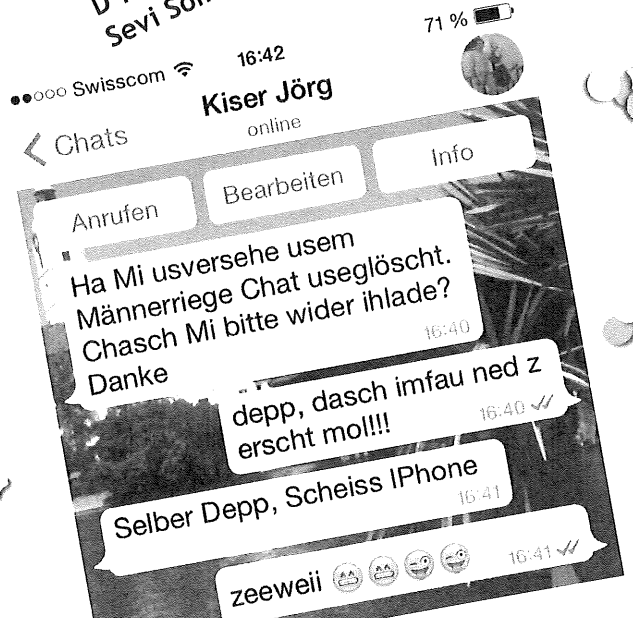 Sevi
71 %
Swisscom
16:42
Kiser Jörg
online
Chats
Anrufen
Bearbeiten
Info
Ha Mi usversehe usem
Männerriege Chat useglöscht.
Chasch Mi bitte wider ihlade?
Danke
16:40
depp, dasch imfau ned z
erscht mol!!!
16:40
Selber Depp, Scheiss IPhone
16:41
zeeweii 😁😁😜😜
16:41